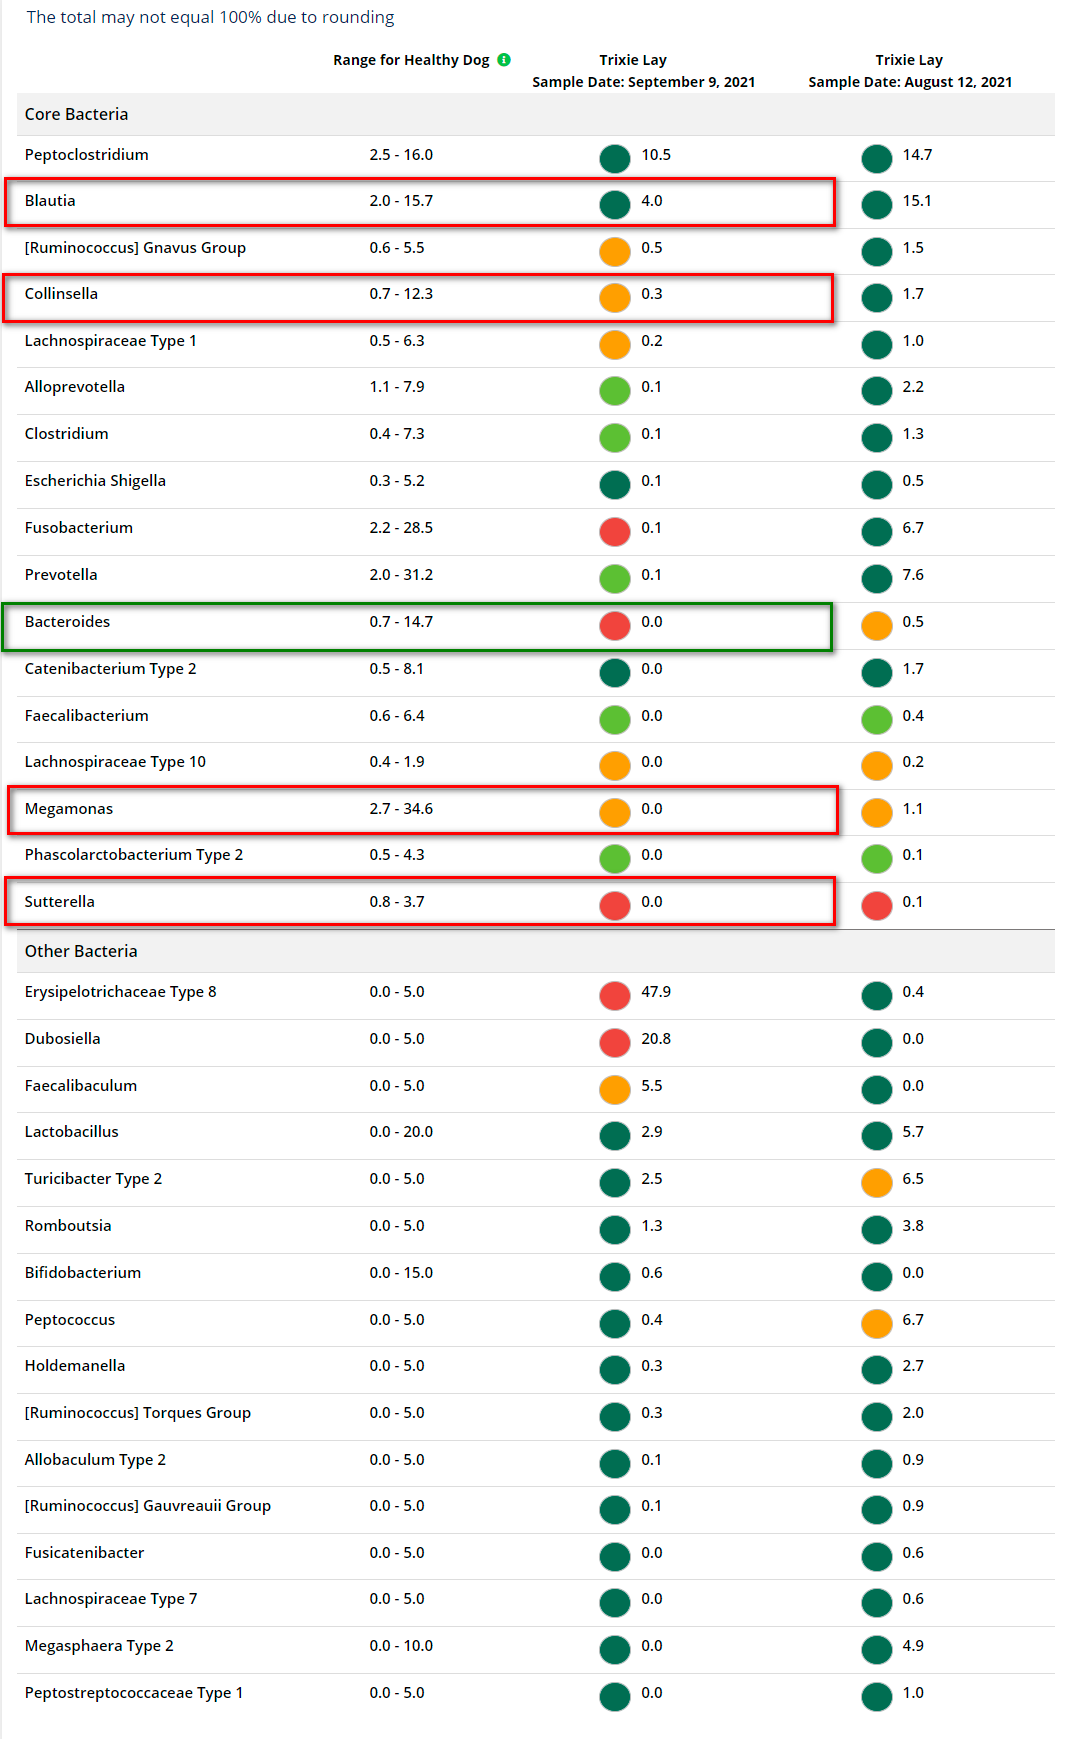 The total may not equal 100% due to rounding
Range for Healthy Dog i Trixie Lay Trixie Lay
Sample Date: September 9, 2021 Sample Date: August 12, 2021
Core Bacteria
Peptoclostridium 2.5 - 16.0 10.5 14.7
Blautia 2.0 - 15.7 4.0 15.1
[Ruminococcus] Gnavus Group 0.6 - 5.5 0.5 1.5
Collinsella 0.7 - 12.3 0.3 1.7
Lachnospiraceae Type 1 0.5 - 6.3 0.2 1.0
Alloprevotella 1.1 - 7.9 0.1 2.2
Clostridium 0.4 - 7.3 0.1 1.3
Escherichia Shigella 0.3 - 5.2 0.1 0.5
Fusobacterium 2.2 - 28.5 0.1 6.7
Prevotella 2.0 - 31.2 0.1 7.6
Bacteroides 0.7 - 14.7 0.0 0.5
Catenibacterium Type 2 0.5 - 8.1 0.0 1.7
Faecalibacterium 0.6 - 6.4 0.0 0.4
Lachnospiraceae Type 10 0.4 - 1.9 0.0 0.2
Megamonas 2.7 - 34.6 0.0 1.1
Phascolarctobacterium Type 2 0.5 - 4.3 0.0 0.1
Sutterella 0.8 - 3.7 0.0 0.1
Other Bacteria
Erysipelotrichaceae Type 8 0.0 - 5.0 47.9 0.4
Dubosiella 0.0 - 5.0 20.8 0.0
Faecalibaculum 0.0 - 5.0 5.5 0.0
Lactobacillus 0.0 - 20.0 2.9 5.7
Turicibacter Type 2 0.0 - 5.0 2.5 6.5
Romboutsia 0.0 - 5.0 1.3 3.8
Bifidobacterium 0.0 - 15.0 0.6 0.0
Peptococcus 0.0 - 5.0 0.4 6.7
Holdemanella 0.0 - 5.0 0.3 2.7
[Ruminococcus] Torques Group 0.0 - 5.0 0.3 2.0
Allobaculum Type 2 0.0 - 5.0 0.1 0.9
[Ruminococcus] Gauvreauii Group 0.0 - 5.0 0.1 0.9
Fusicatenibacter 0.0 - 5.0 0.0 0.6
Lachnospiraceae Type 7 0.0 - 5.0 0.0 0.6
Megasphaera Type 2 0.0 - 10.0 0.0 4.9
Peptostreptococcaceae Type 1 0.0 - 5.0 0.0 1.0